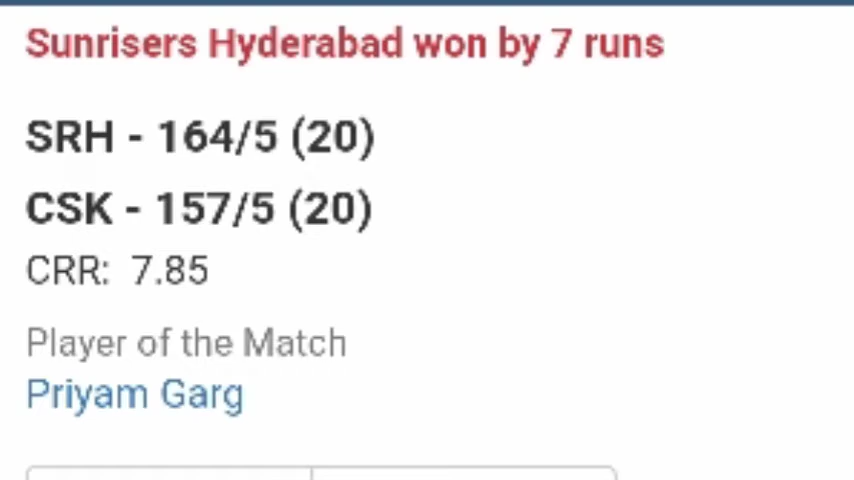 Sunrisers Hyderabad won by 7 runs
SRH - 164/5 (20)
CSK - 157/5 (20)
CRR: 7.85
Player of the Match
Priyam Garg